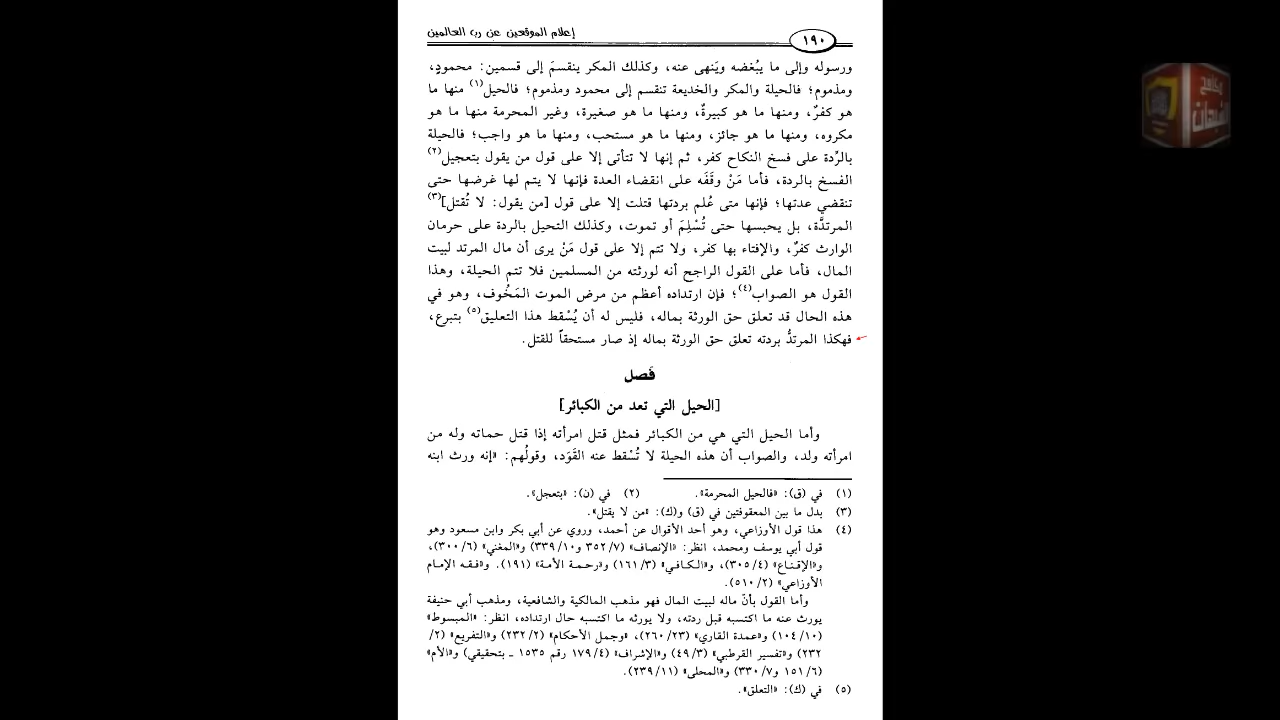 إعلام الموقعين عن رب العالمين
١٩٠
ورسوله وإلى ما يبُغضه ويَنهى عنه، وكذلك المكر ينقسمَ إلى قسمين: محمودٍ،
ومذموم؛ فالحيلة والمكر والخديعة تنقسم إلى محمود ومذموم؛ فالحيل(١) منها ما
هو كفرٌ، ومنها ما هو كبيرةٌ، ومنها ما هو صغيرة، وغير المحرمة منها ما هو
مكروه، ومنها ما هو جائز، ومنها ما هو مستحب، ومنها ما هو واجب؛ فالحيلة
بالرِّدة على فسخ النكاح كفر، ثم إنها لا تتأتى إلا على قول من يقول بتعجيل(٢)
الفسخ بالردة، فأما مَنْ وقَفَه على انقضاء العدة فإنها لا يتم لها غرضها حتى
تنقضي عدتها؛ فإنها متى عُلم بردتها قتلت إلا على قول [من يقول: لا تُقتل](٣)
المرتدَّة، بل يحبسها حتى تُسْلِمَ أو تموت، وكذلك التحيل بالردة على حرمان
الوارث كفرٌ، والإفتاء بها كفر، ولا تتم إلا على قول مَنْ يرى أن مال المرتد لبيت
المال، فأما على القول الراجح أنه لورثته من المسلمين فلا تتم الحيلة، وهذا
القول هو الصواب(٤)؛ فإن ارتداده أعظم من مرض الموت المَخُوف، وهو في
هذه الحال قد تعلق حق الورثة بماله، فليس له أن يُسْقط هذا التعليق(٥) بتبرع،
فهكذا المرتدُّ بردته تعلق حق الورثة بماله إذ صار مستحقاً للقتل.
فَصل
[الحيل التي تعد من الكبائر]
وأما الحيل التي هي من الكبائر فمثل قتل امرأته إذا قتل حماته وله من
امرأته ولد، والصواب أن هذه الحيلة لا تُسْقط عنه القَوَد، وقولُهم: «إنه ورث ابنه
(١) في (ق): «فالحيل المحرمة». (٢) في (ن): «بتعجل».
(٣) بدل ما بين المعقوفتين في (ق) و(ك): «من لا يقتل».
(٤) هذا قول الأوزاعي، وهو أحد الأقوال عن أحمد، وروي عن أبي بكر وابن مسعود وهو
قول أبي يوسف ومحمد، انظر: «الإنصاف» (٧/ ٣٥٢ و١٠/ ٣٣٩) و«المغني» (٦/ ٣٠٠)،
و«الإقناع» (٤/ ٣٠٥)، و«الكافي» (٣/ ١٦١) و«رحمة الأمة» (١٩١). و«فقه الإمام
الأوزاعي» (٢/ ٥١٠).
وأما القول بأنّ ماله لبيت المال فهو مذهب المالكية والشافعية، ومذهب أبي حنيفة
يورث عنه ما اكتسبه قبل ردته، ولا يورثه ما اكتسبه حال ارتداده، انظر: «المبسوط»
(١٠/ ١٠٤) و«عمدة القاري» (٢٣/ ٢٦٠)، «وجمل الأحكام» (٢/ ٢٣٢) و«التفريع» (٢/
٢٣٢) و«تفسير القرطبي» (٣/ ٤٩) و«الإشراف» (٤/ ١٧٩ رقم ١٥٣٥ ـ بتحقيقي) و«الأم»
(٦/ ١٥١ و٧/ ٣٣٠) و«المحلى» (١١/ ٢٣٩).
(٥) في (ك): «التعلق».